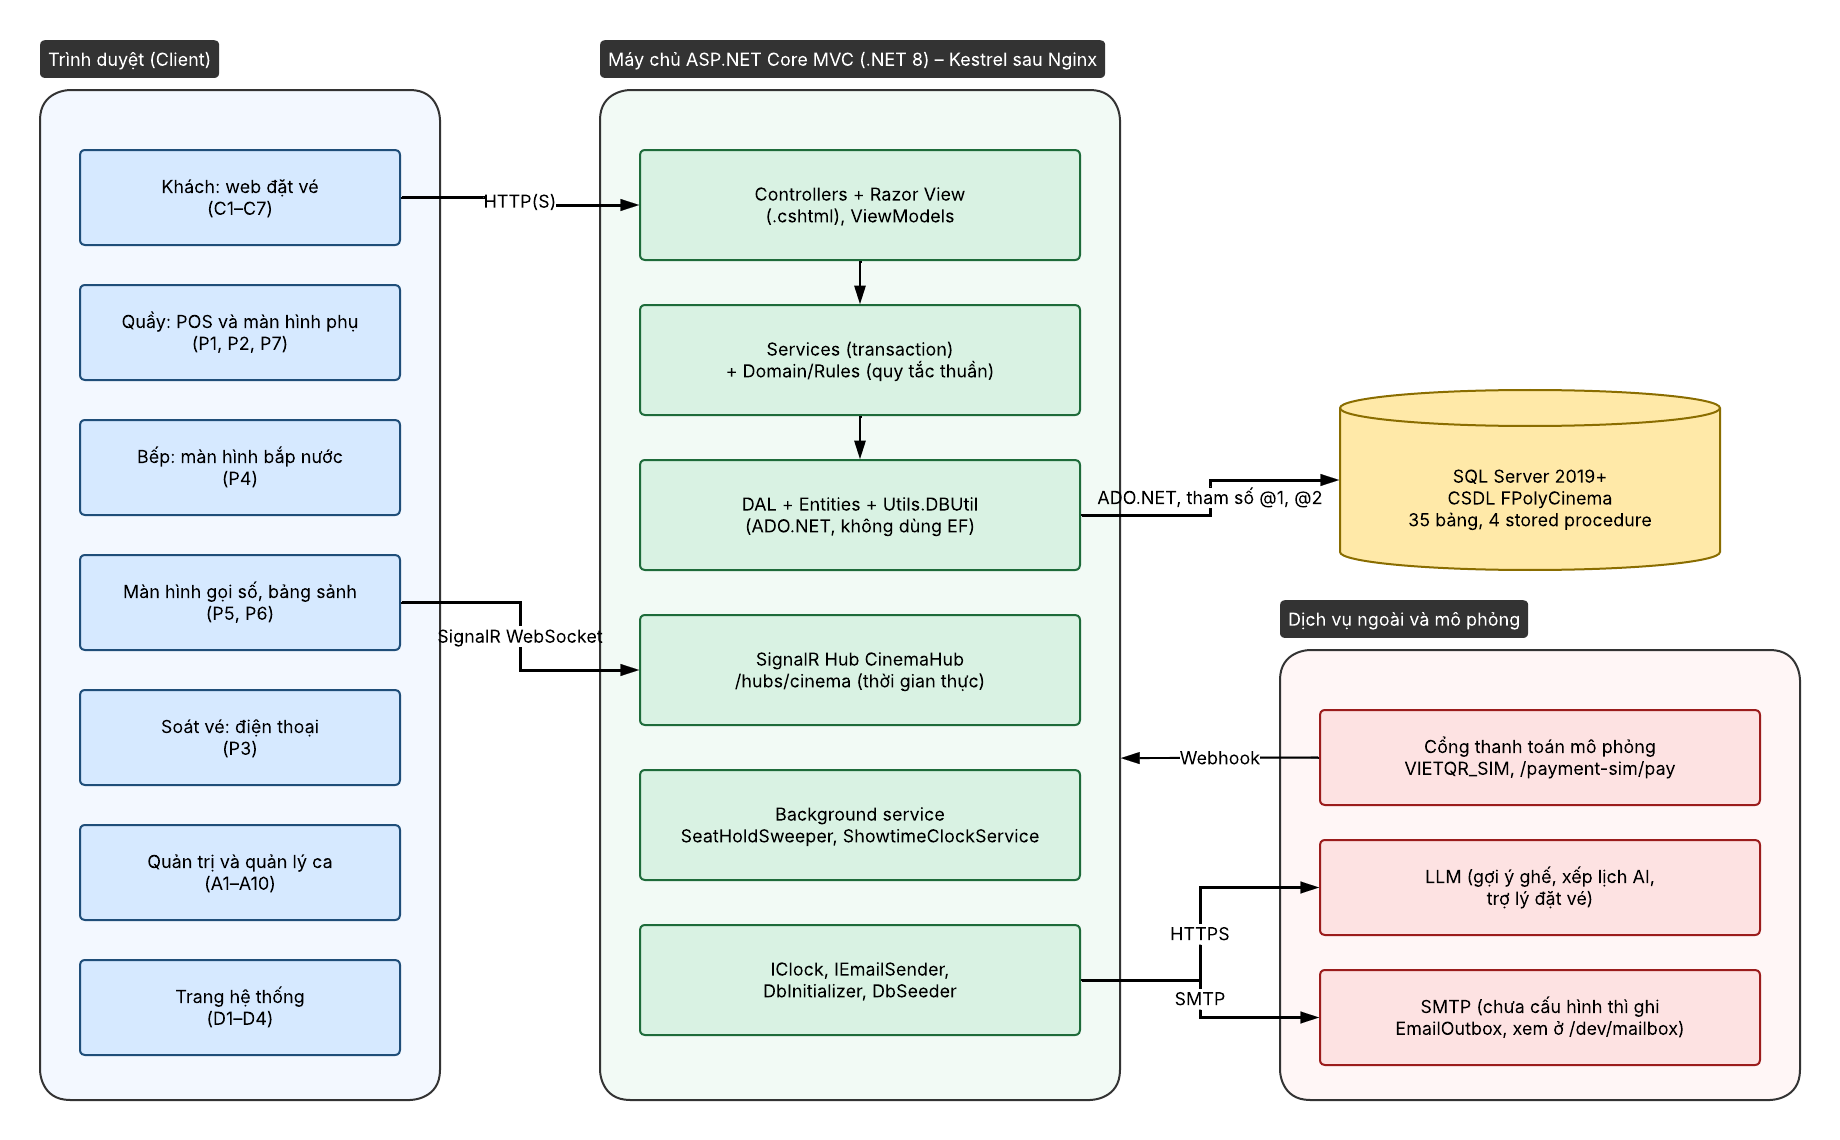 Trình duyệt (Client)
Khách: web đặt vé
(C1–C7)
Quầy: POS và màn hình phụ
(P1, P2, P7)
Bếp: màn hình bắp nước
(P4)
Màn hình gọi số, bảng sảnh
(P5, P6)
Soát vé: điện thoại
(P3)
Quản trị và quản lý ca
(A1–A10)
Trang hệ thống
(D1–D4)
HTTP(S)
SignalR WebSocket
Máy chủ ASP.NET Core MVC (.NET 8) – Kestrel sau Nginx
Controllers + Razor View
(.cshtml), ViewModels
Services (transaction)
+ Domain/Rules (quy tắc thuần)
DAL + Entities + Utils.DBUtil
(ADO.NET, không dùng EF)
SignalR Hub CinemaHub
/hubs/cinema (thời gian thực)
Background service
SeatHoldSweeper, ShowtimeClockService
IClock, IEmailSender,
DbInitializer, DbSeeder
ADO.NET, tham số @1, @2
Webhook
HTTPS
SMTP
SQL Server 2019+
CSDL FPolyCinema
35 bảng, 4 stored procedure
Dịch vụ ngoài và mô phỏng
Cổng thanh toán mô phỏng
VIETQR_SIM, /payment-sim/pay
LLM (gợi ý ghế, xếp lịch AI,
trợ lý đặt vé)
SMTP (chưa cấu hình thì ghi
EmailOutbox, xem ở /dev/mailbox)